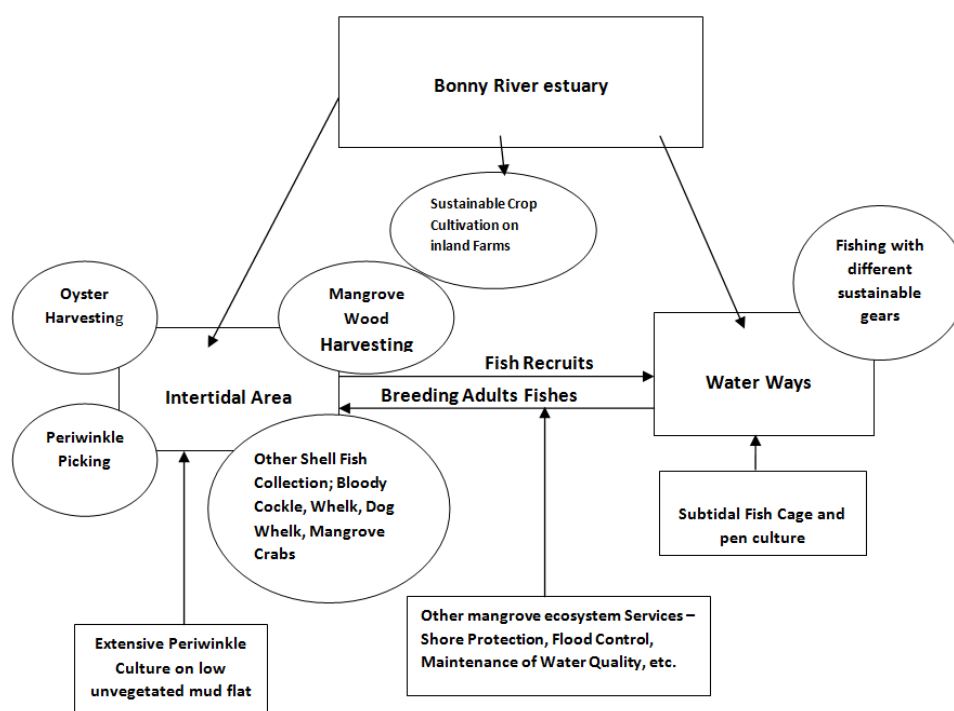 Bonny River estuary
Sustainable Crop
Cultivation on
inland Farms
Fishing with
different
sustainable
gears
Oyster
Harvesting
Mangrove
Wood
Harvesting
Fish Recruits
Breeding Adults Fishes
Intertidal Area
Water Ways
Periwinkle
Picking
Other Shell Fish
Collection; Bloody
Cockle, Whelk, Dog
Whelk, Mangrove
Crabs
Subtidal Fish Cage and
pen culture
Other mangrove ecosystem Services –
Shore Protection, Flood Control,
Maintenance of Water Quality, etc.
Extensive Periwinkle
Culture on low
unvegetated mud flat